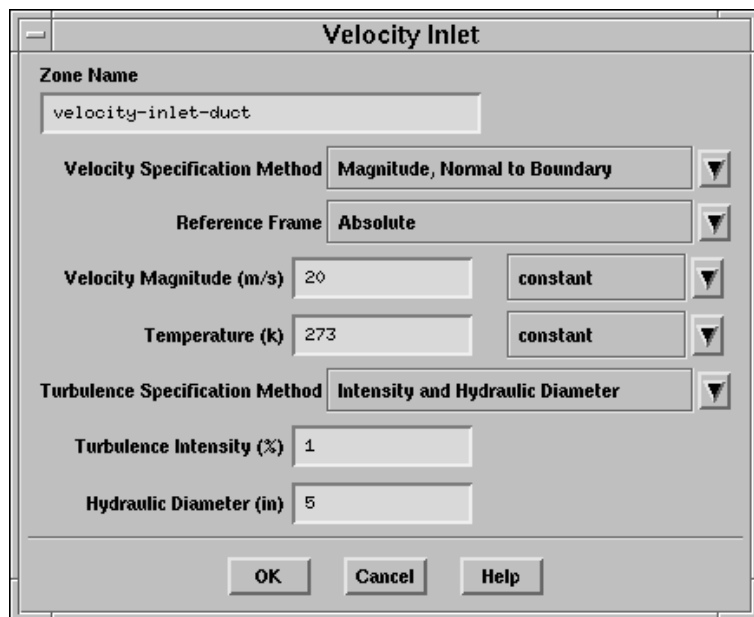 Velocity Inlet
Zone Name
velocity-inlet-duct
Velocity Specification Method Magnitude, Normal to Boundary
Reference Frame Absolute
Velocity Magnitude (m/s) 20 constant
Temperature (k) 273 constant
Turbulence Specification Method Intensity and Hydraulic Diameter
Turbulence Intensity (%) 1
Hydraulic Diameter (in) 5
OK Cancel Help